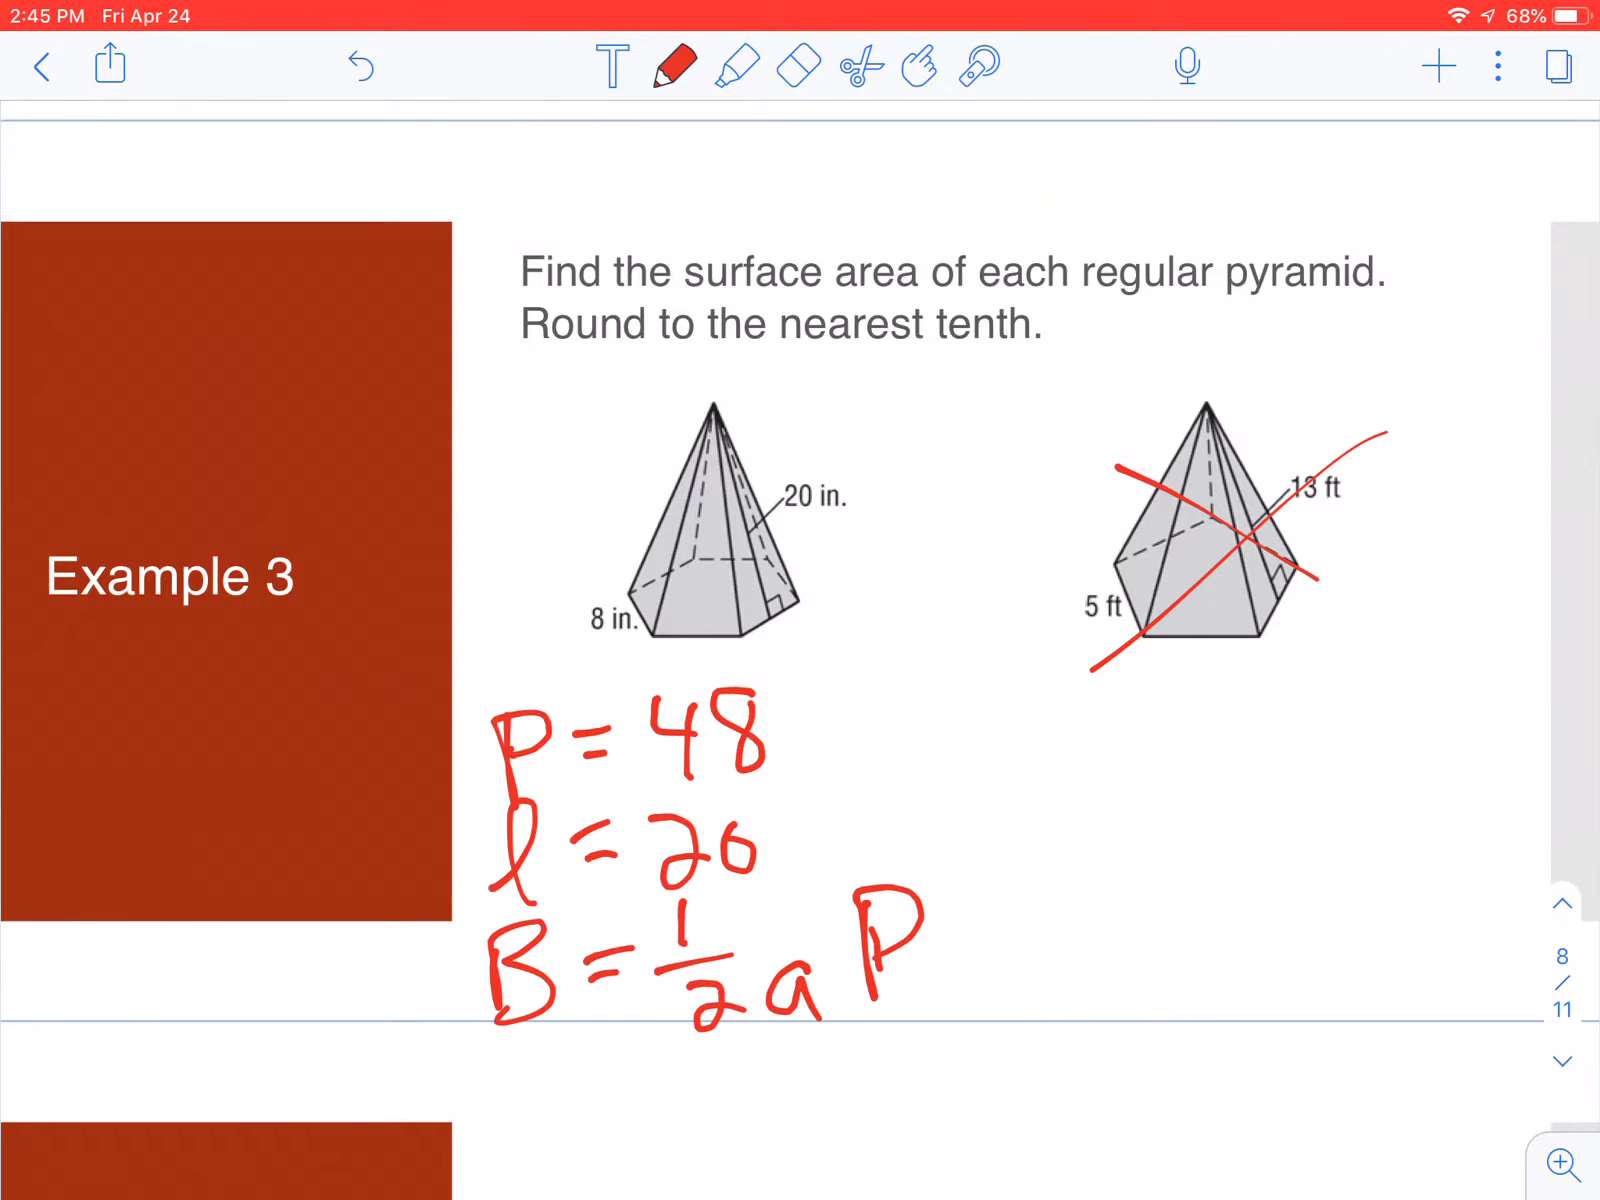 2:45 PM Fri Apr 24
68%
T
Find the surface area of each regular pyramid.
Round to the nearest tenth.
Example 3
20 in.
8 in.
13 ft
5 ft
P = 48
l = 20
B = 1/2 a P
8
/
11